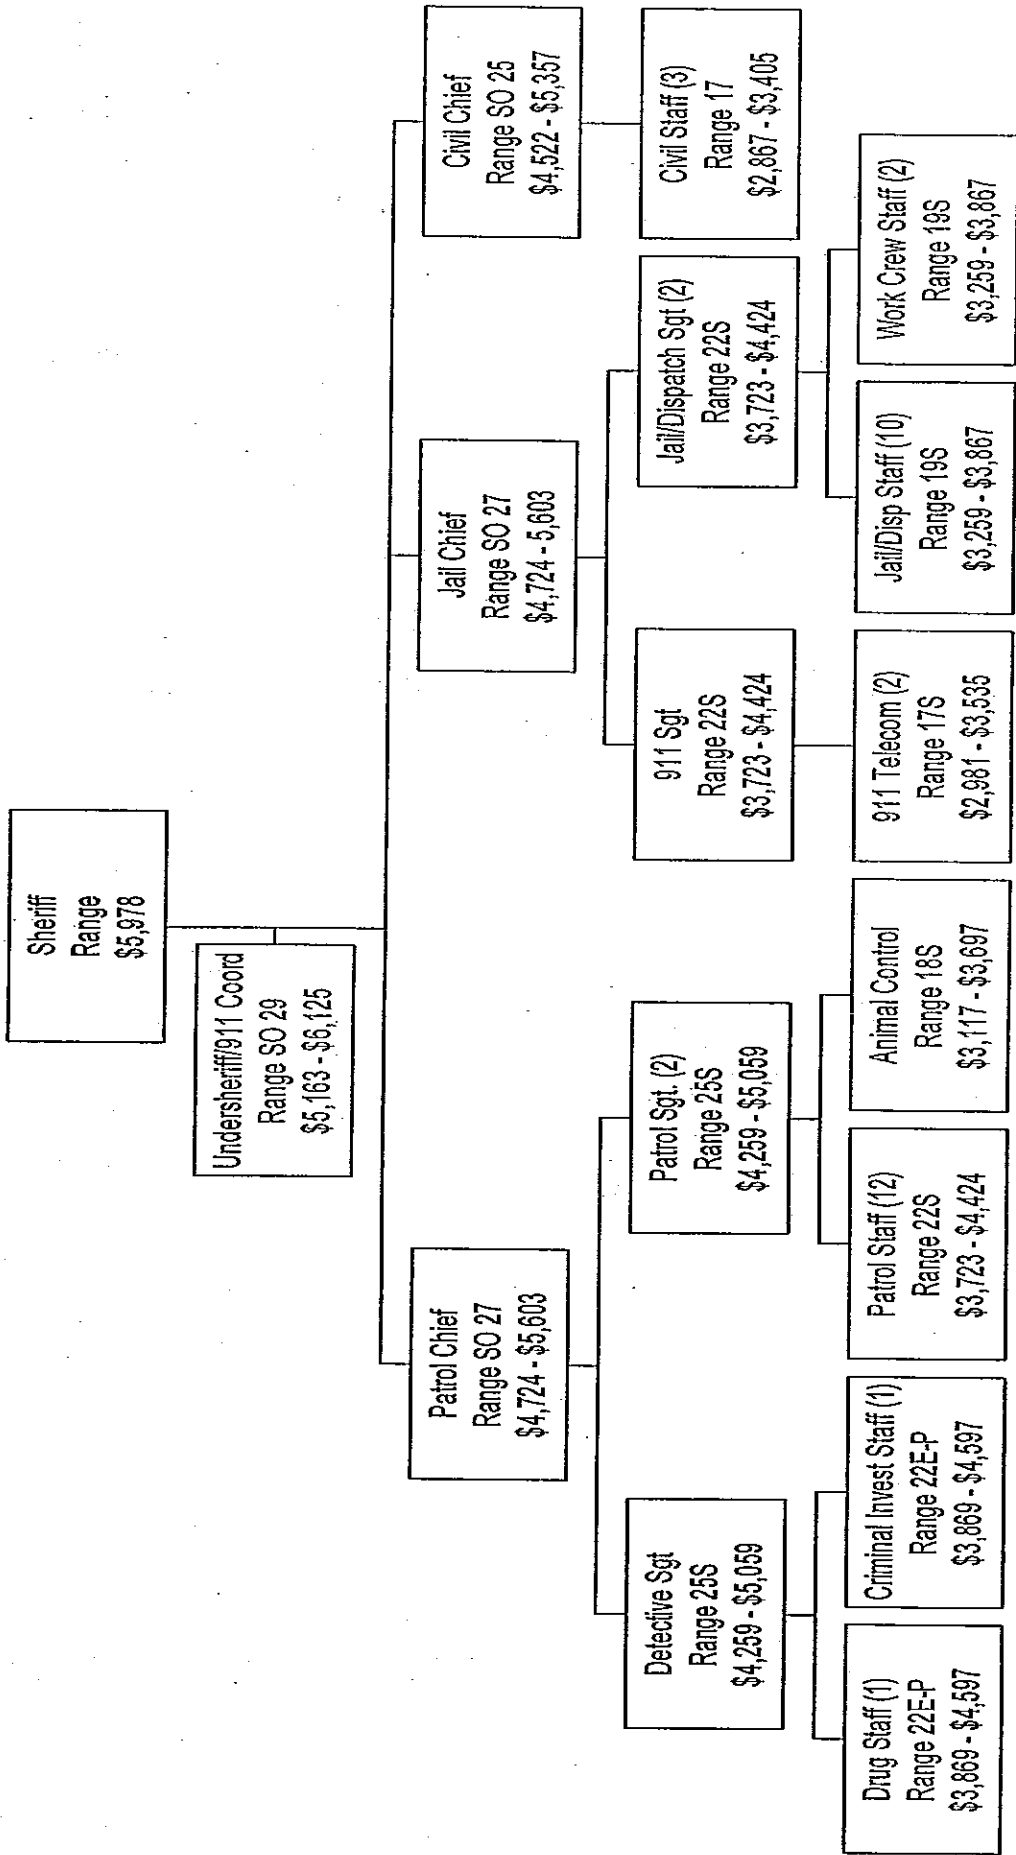 Sheriff
Range
$5,978
Undersheriff/911 Coord
Range SO 29
$5,163 - $6,125
Patrol Chief
Range SO 27
$4,724 - $5,603
Jail Chief
Range SO 27
$4,724 - 5,603
Civil Chief
Range SO 25
$4,522 - $5,357
Detective Sgt
Range 25S
$4,259 - $5,059
Patrol Sgt. (2)
Range 25S
$4,259 - $5,059
911 Sgt
Range 22S
$3,723 - $4,424
Jail/Dispatch Sgt (2)
Range 22S
$3,723 - $4,424
Civil Staff (3)
Range 17
$2,867 - $3,405
Drug Staff (1)
Range 22E-P
$3,869 - $4,597
Criminal Invest Staff (1)
Range 22E-P
$3,869 - $4,597
Patrol Staff (12)
Range 22S
$3,723 - $4,424
Animal Control
Range 18S
$3,117 - $3,697
911 Telecom (2)
Range 17S
$2,981 - $3,535
Jail/Disp Staff (10)
Range 19S
$3,259 - $3,867
Work Crew Staff (2)
Range 19S
$3,259 - $3,867